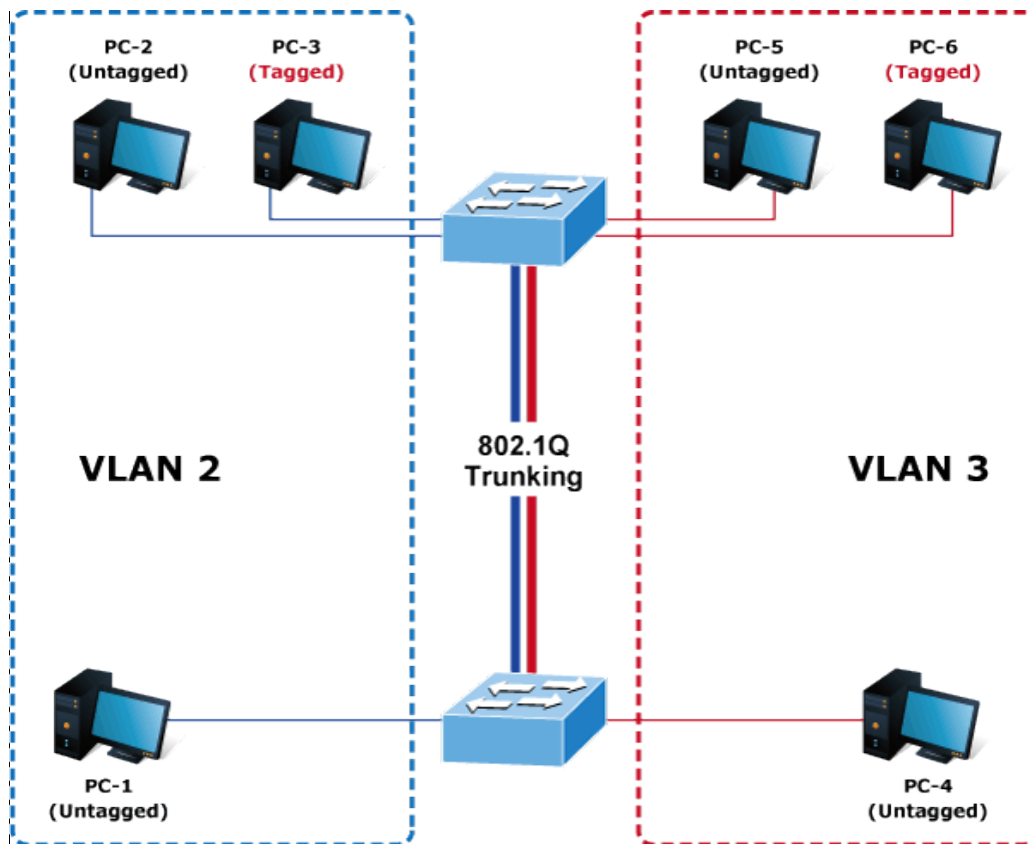 PC-2
(Untagged)
PC-3
(Tagged)
PC-5
(Untagged)
PC-6
(Tagged)
802.1Q
Trunking
VLAN 2
VLAN 3
PC-1
(Untagged)
PC-4
(Untagged)